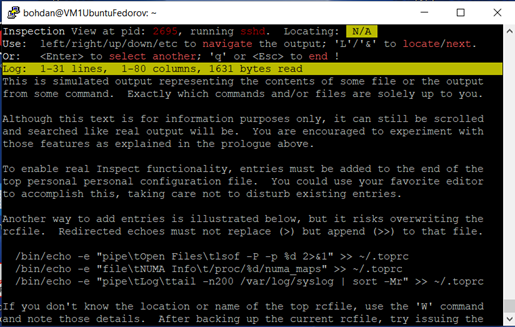 bohdan@VM1UbuntuFedorov: ~
Inspection View at pid: 2695, running sshd.  Locating: N/A
Use:  left/right/up/down/etc to navigate the output; 'L'/'&' to locate/next.
Or:   <Enter> to select another; 'q' or <Esc> to end !
Log:  1-31 lines,  1-80 columns, 1631 bytes read
This is simulated output representing the contents of some file or the output
from some command.  Exactly which commands and/or files are solely up to you.
Although this text is for information purposes only, it can still be scrolled
and searched like real output will be.  You are encouraged to experiment with
those features as explained in the prologue above.
To enable real Inspect functionality, entries must be added to the end of the
top personal personal configuration file.  You could use your favorite editor
to accomplish this, taking care not to disturb existing entries.
Another way to add entries is illustrated below, but it risks overwriting the
rcfile.  Redirected echoes must not replace (>) but append (>>) to that file.
/bin/echo -e "pipe\tOpen Files\tlsof -P -p %d 2>&1" >> ~/.toprc
/bin/echo -e "file\tNUMA Info\t/proc/%d/numa_maps" >> ~/.toprc
/bin/echo -e "pipe\tLog\ttail -n200 /var/log/syslog | sort -Mr" >> ~/.toprc
If you don't know the location or name of the top rcfile, use the 'W' command
and note those details.  After backing up the current rcfile, try issuing the